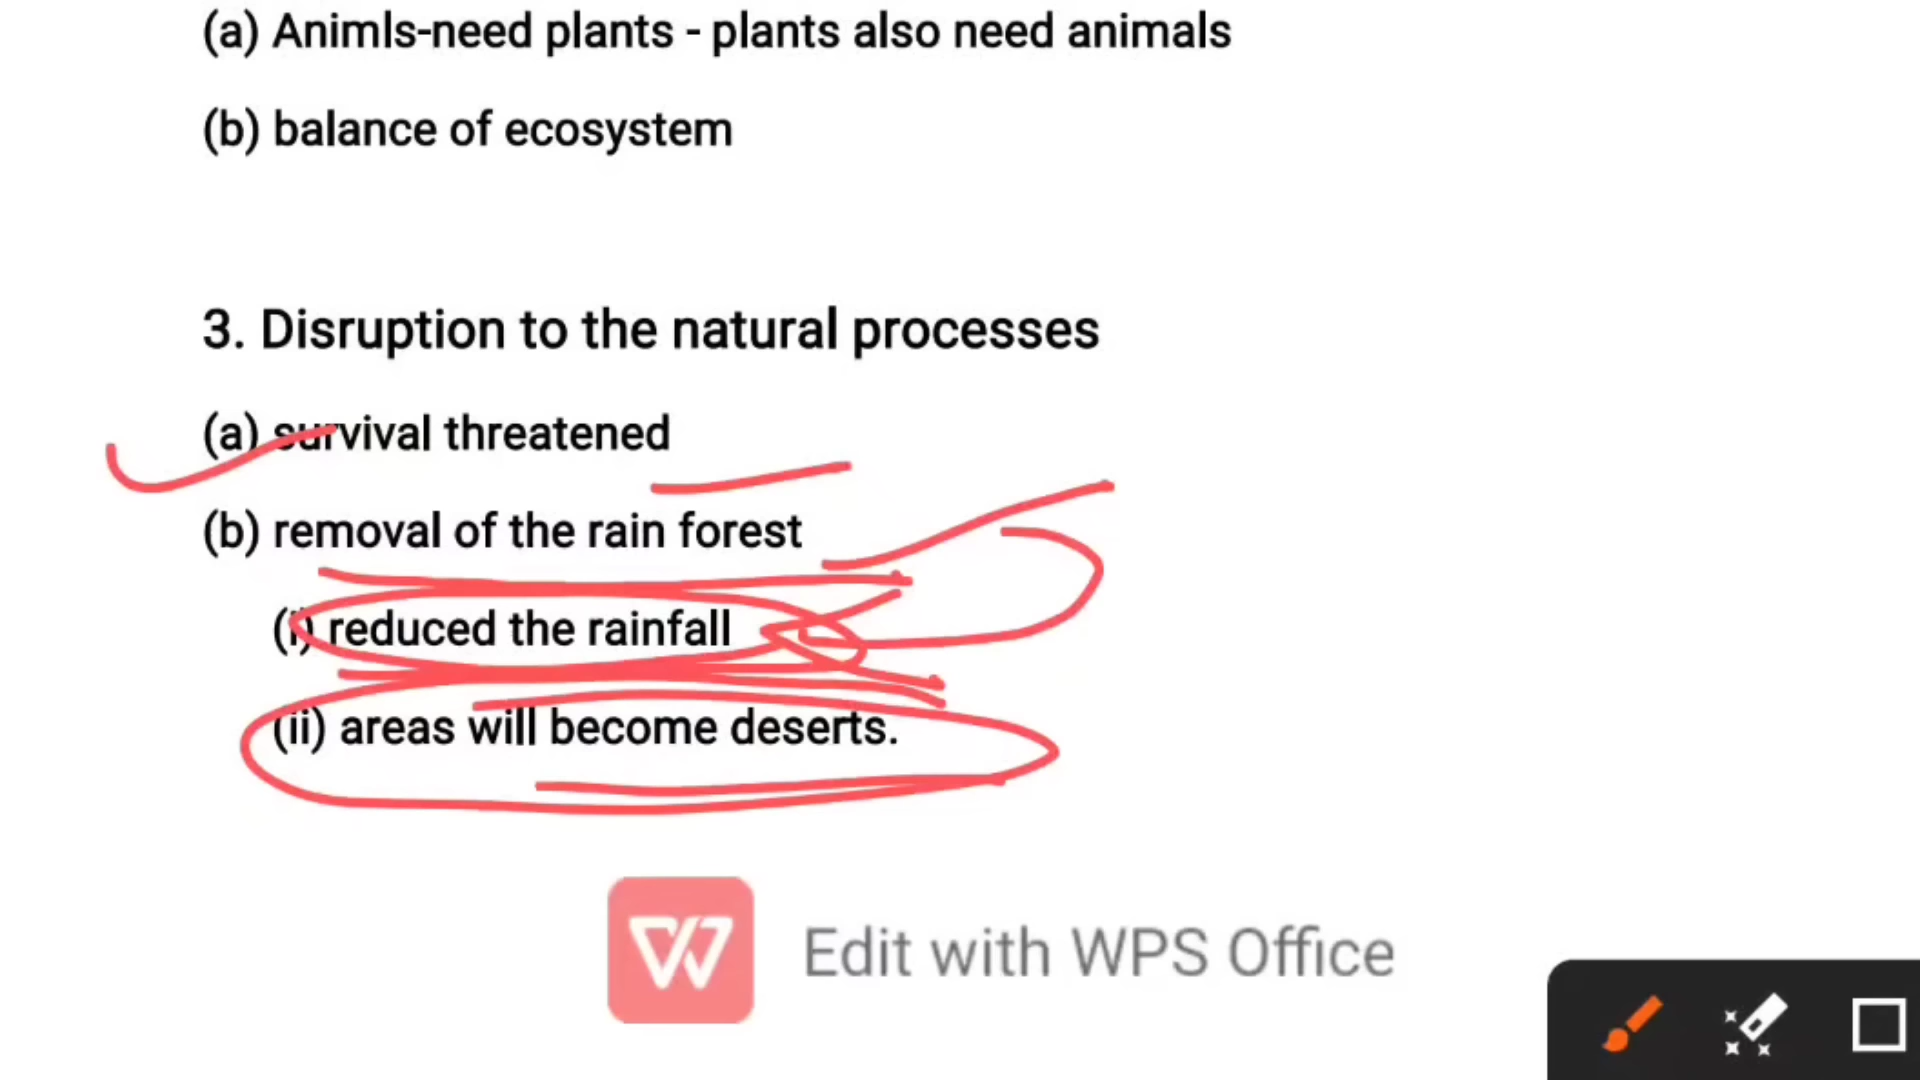 (a) Animls-need plants - plants also need animals
(b) balance of ecosystem
3. Disruption to the natural processes
(a) survival threatened
(b) removal of the rain forest
(i) reduced the rainfall
(ii) areas will become deserts.
Edit with WPS Office